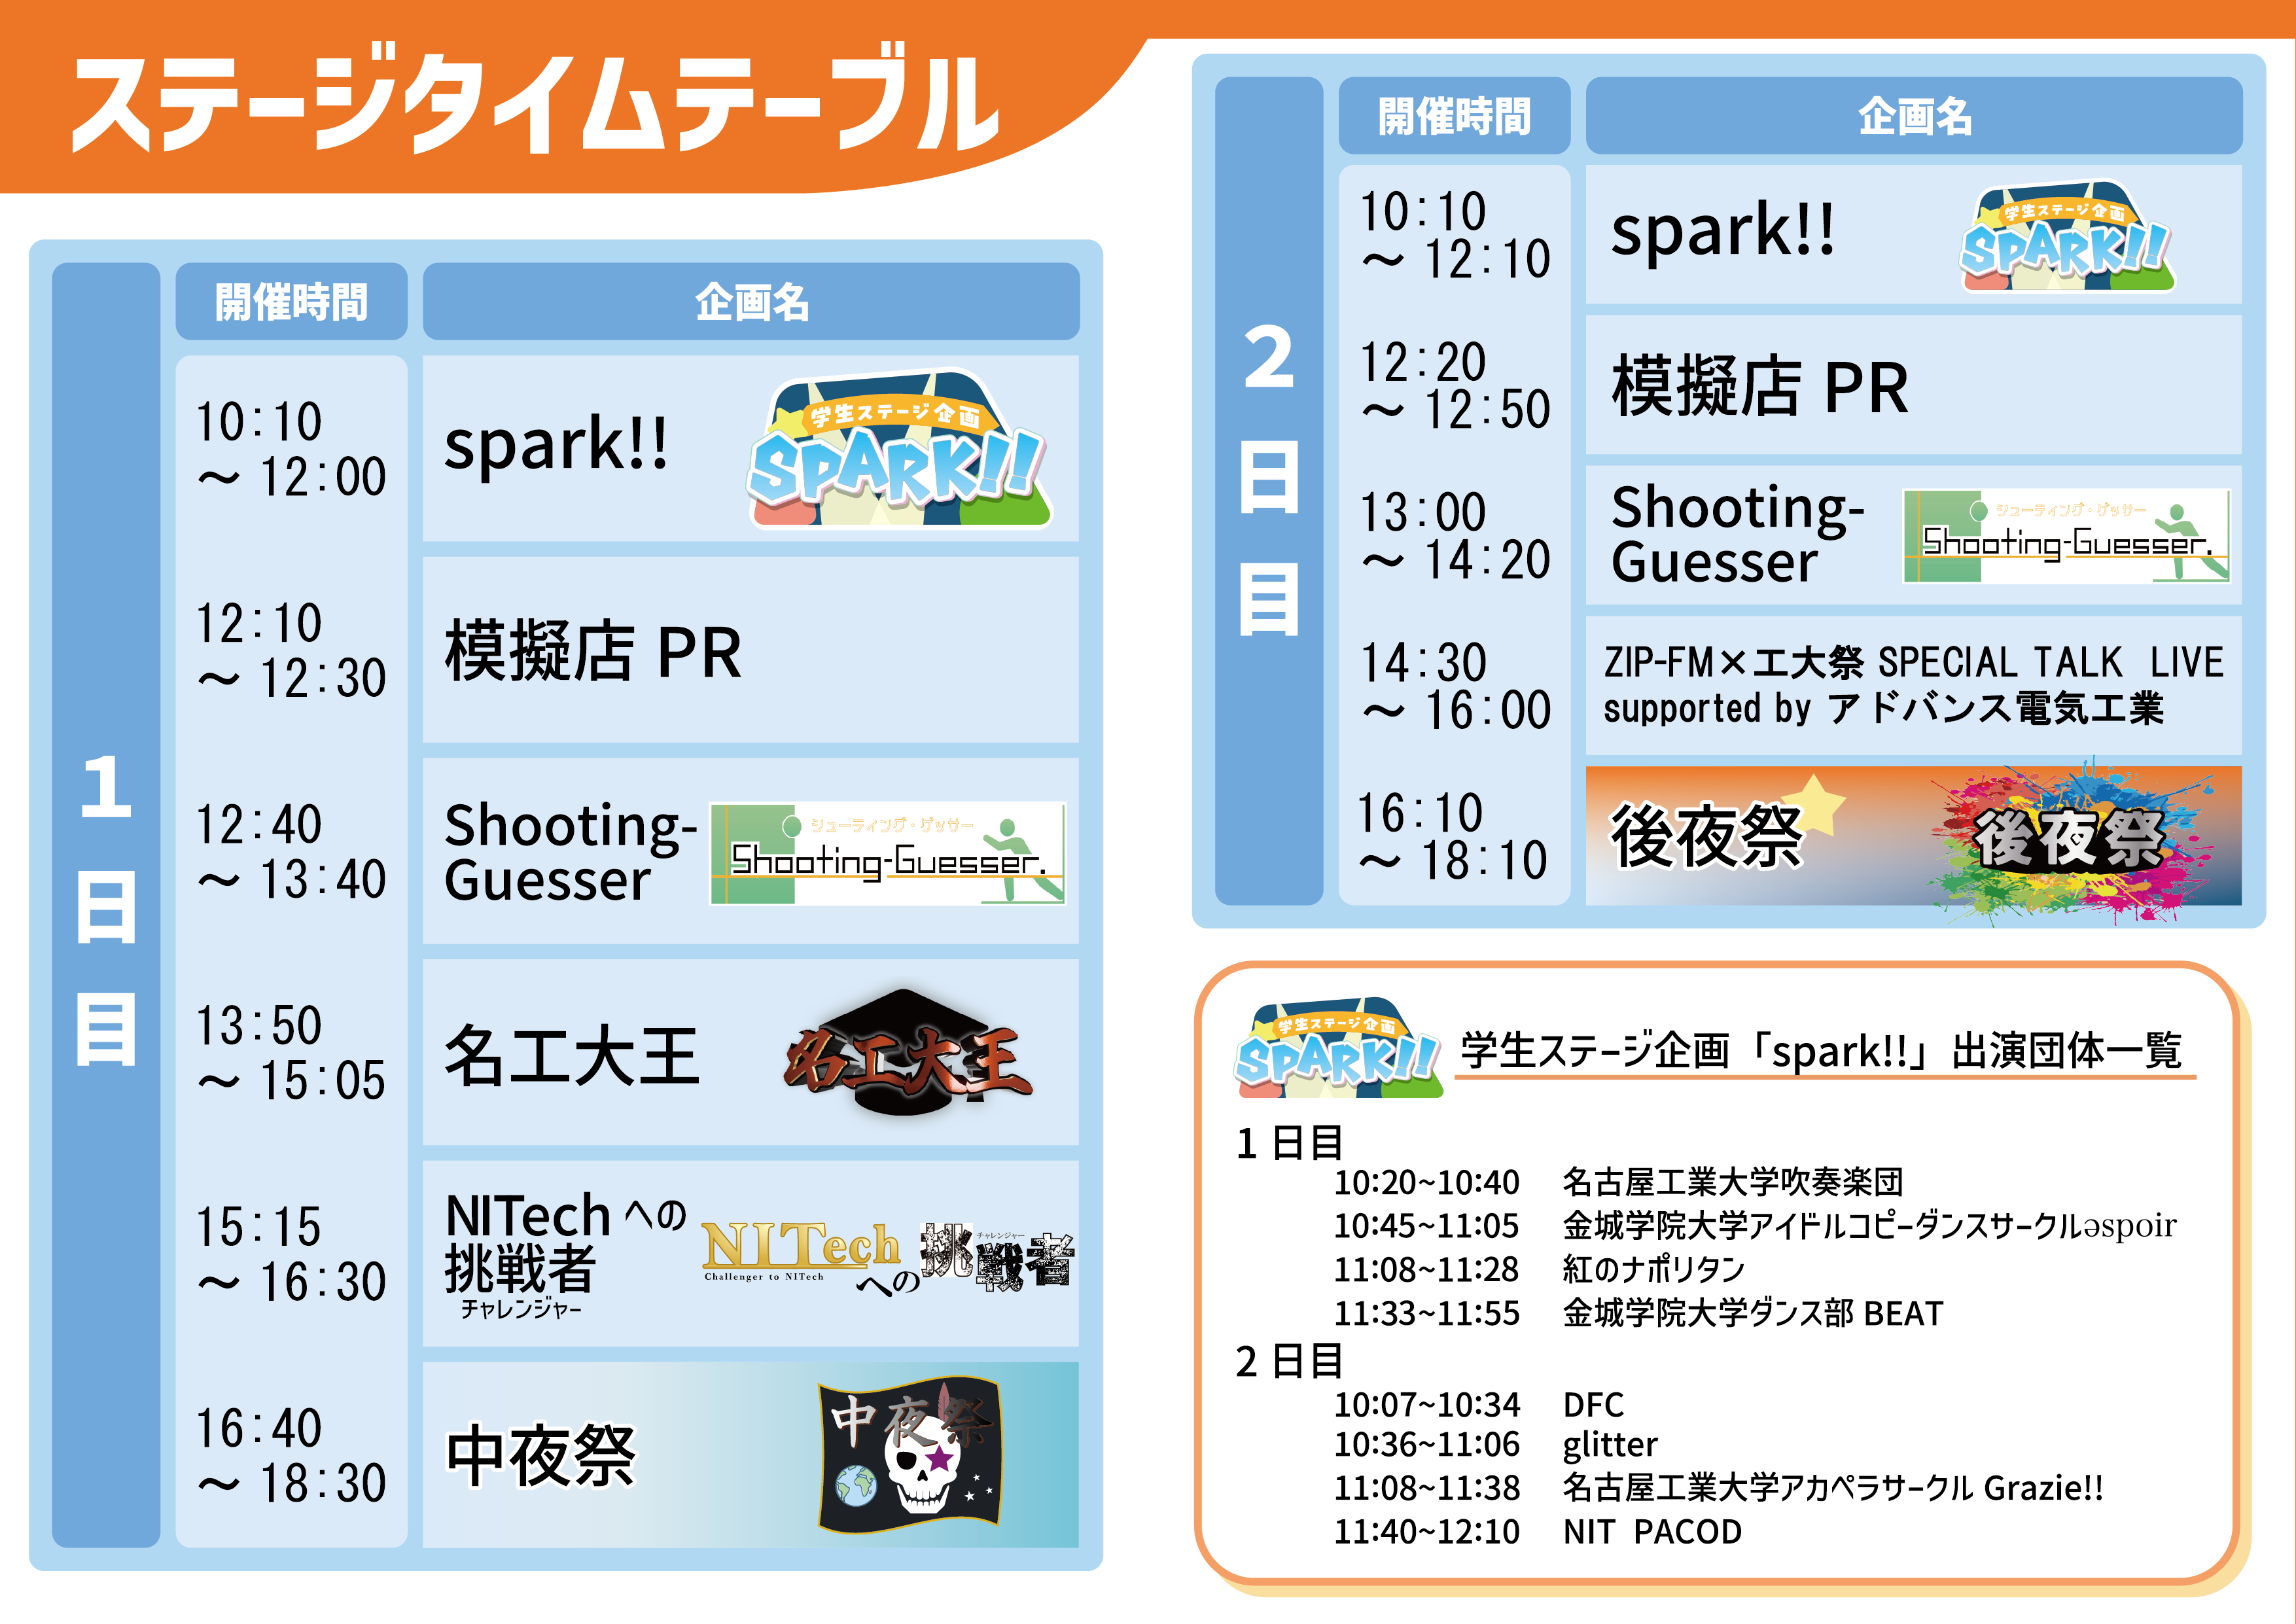 ステージタイムテーブル
1日目
開催時間 企画名
10:10
～ 12:00
spark!!
学生ステージ企画
SPARK!!
12:10
～ 12:30
模擬店 PR
12:40
～ 13:40
Shooting-
Guesser
シューティング・ゲッサー
Shooting-Guesser.
13:50
～ 15:05
名工大王
名工大王
15:15
～ 16:30
NITech への
挑戦者
チャレンジャー
NITech
Challenger to NITech
への
チャレンジャー
挑戦者
16:40
～ 18:30
中夜祭
中夜祭
2日目
開催時間 企画名
10:10
～ 12:10
spark!!
学生ステージ企画
SPARK!!
12:20
～ 12:50
模擬店 PR
13:00
～ 14:20
Shooting-
Guesser
シューティング・ゲッサー
Shooting-Guesser.
14:30
～ 16:00
ZIP-FM×工大祭 SPECIAL TALK LIVE
supported by アドバンス電気工業
16:10
～ 18:10
後夜祭
後夜祭
学生ステージ企画
SPARK!!
学生ステージ企画「spark!!」出演団体一覧
1 日目
10:20~10:40 名古屋工業大学吹奏楽団
10:45~11:05 金城学院大学アイドルコピーダンスサークルəspoir
11:08~11:28 紅のナポリタン
11:33~11:55 金城学院大学ダンス部 BEAT
2 日目
10:07~10:34 DFC
10:36~11:06 glitter
11:08~11:38 名古屋工業大学アカペラサークル Grazie!!
11:40~12:10 NIT PACOD